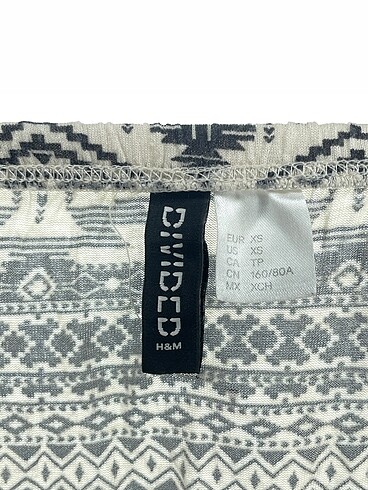 DIVIDED
H&M
EUR XS
US XS
CA TP
CN 160/80A
MX XCH